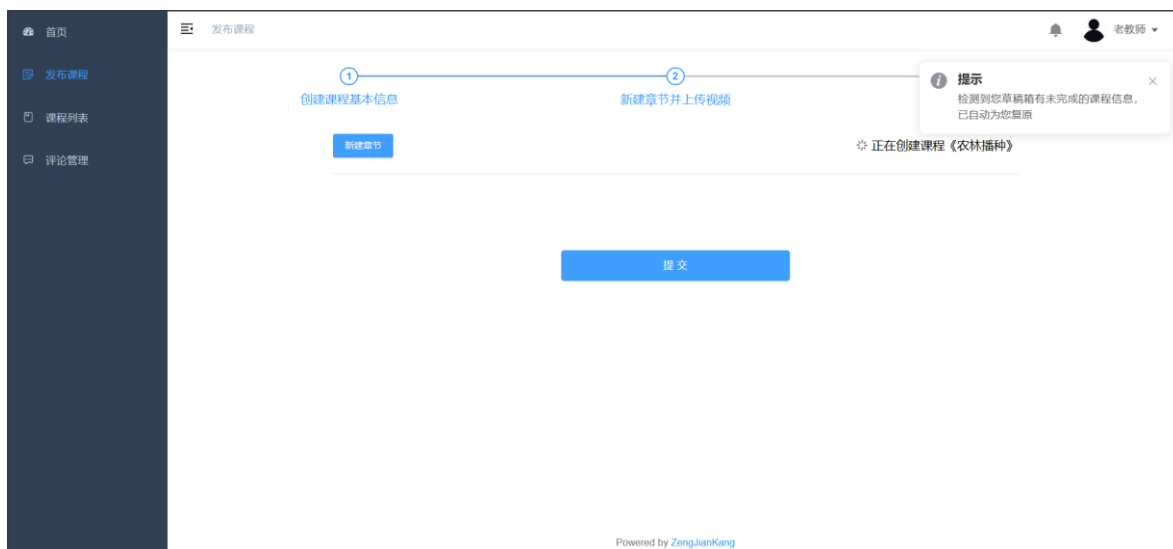 首页
发布课程
课程列表
评论管理
发布课程
老教师
1
创建课程基本信息
2
新建章节并上传视频
提示
检测到您草稿箱有未完成的课程信息,
已自动为您复原
新建章节
正在创建课程《农林播种》
提 交
Powered by ZengJianKang